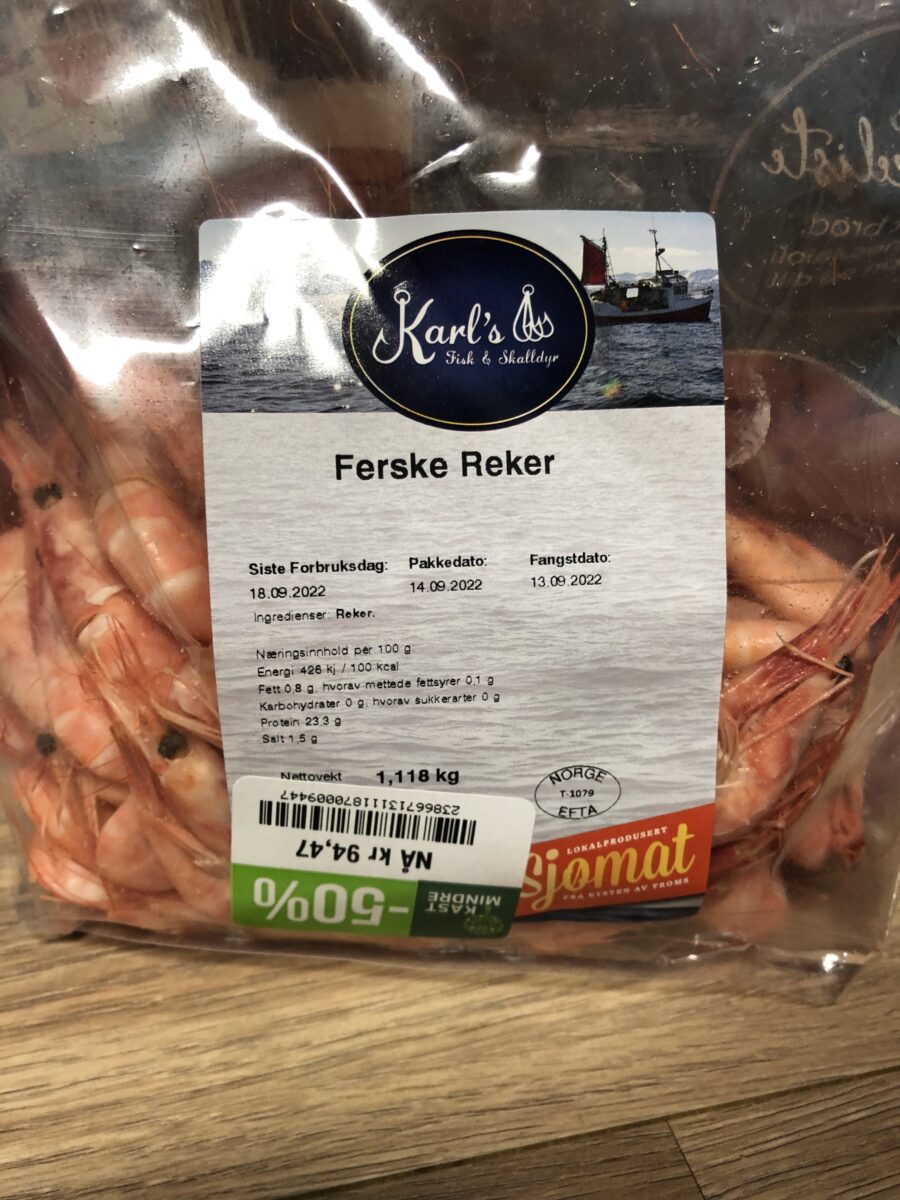 Karl's
Fisk & Skalldyr
Ferske Reker
Siste Forbruksdag: Pakkedato: Fangstdato:
18.09.2022 14.09.2022 13.09.2022
Ingredienser: Reker.
Næringsinnhold per 100 g:
Energi 426 kj / 100 kcal
Fett 0,8 g, hvorav mettede fettsyrer 0,1 g
Karbohydrater 0 g, hvorav sukkerarter 0 g
Protein 23,3 g
Salt 1,5 g
Nettovekt 1,118 kg
NORGE
T-1079
EFTA
LOKALPRODUSERT
Sjømat
FRA KYSTEN AV TROMS
KAST
MINDRE
-50%
NÅ kr 94,47